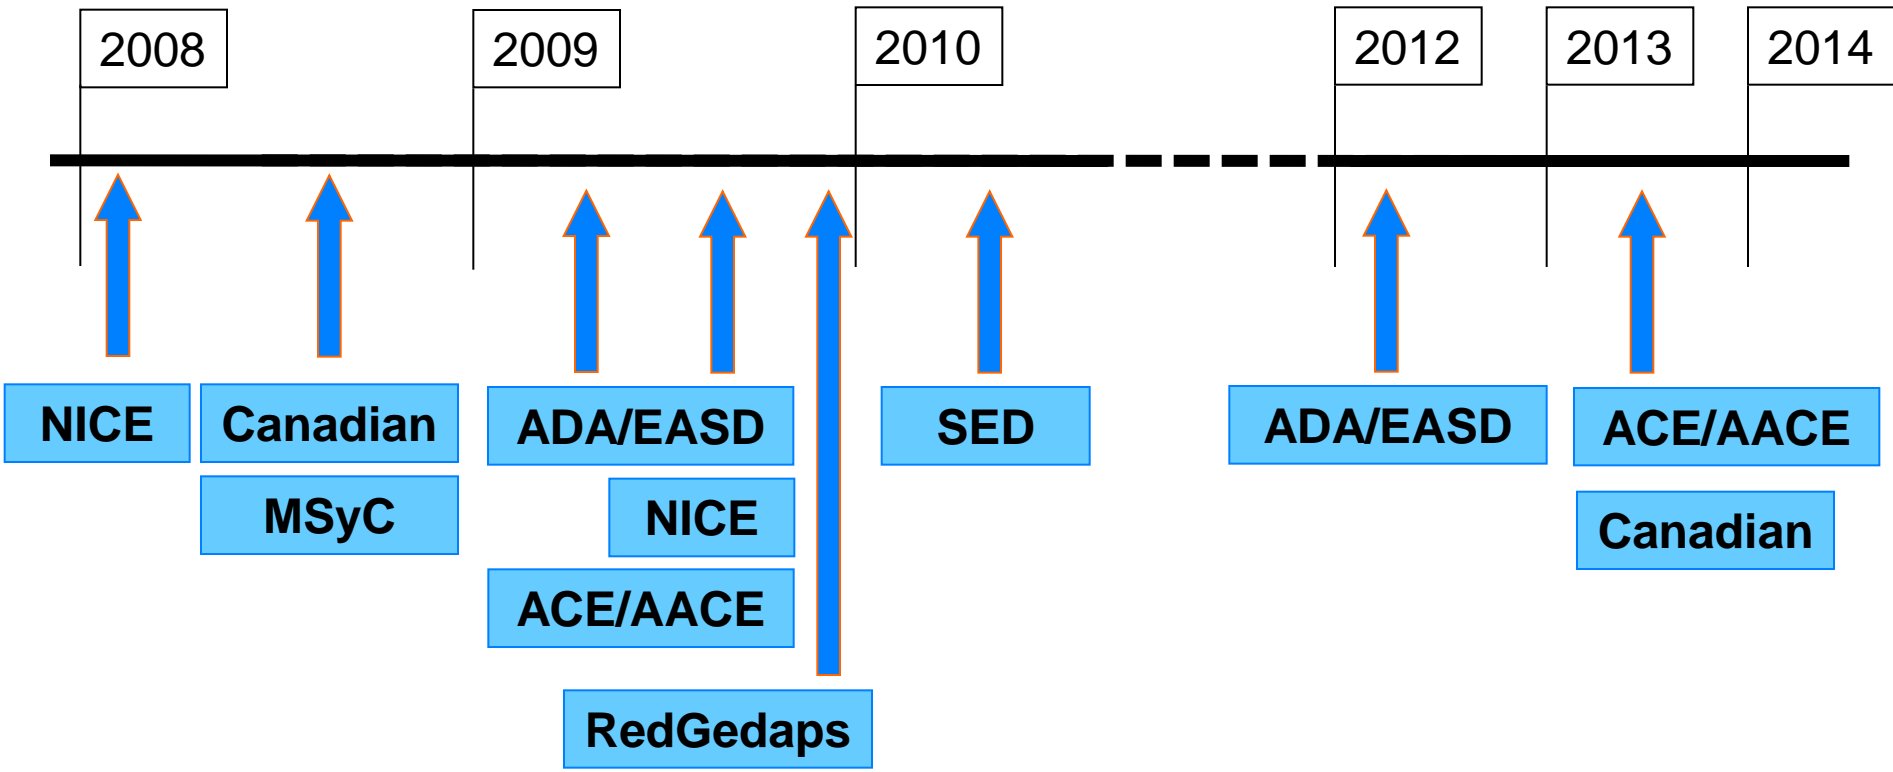 2008
2009
2010
2012
2013
2014
NICE
Canadian
ADA/EASD
SED
ADA/EASD
ACE/AACE
MSyC
NICE
Canadian
ACE/AACE
RedGedaps